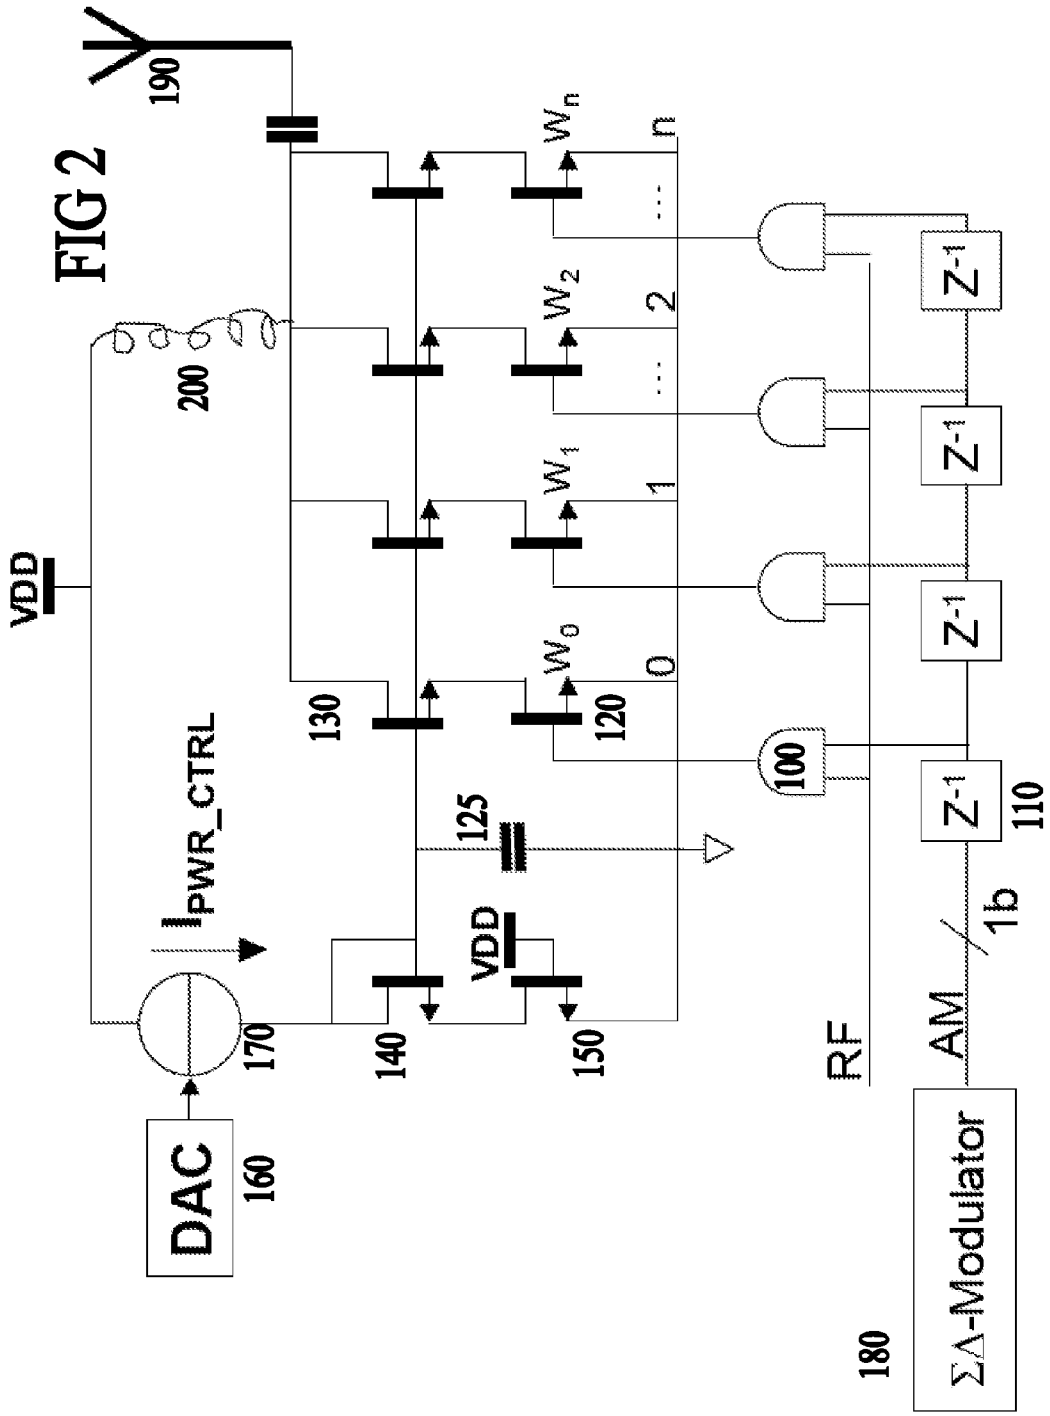 FIG 2
VDD
190
200
I_PWR_CTRL
DAC
160
170
130
140
125
VDD
150
120
W0
W1
W2
Wn
0
1
...
2
...
n
100
RF
AM
1b
110
Z⁻¹
Z⁻¹
Z⁻¹
Z⁻¹
180
ΣΔ-Modulator